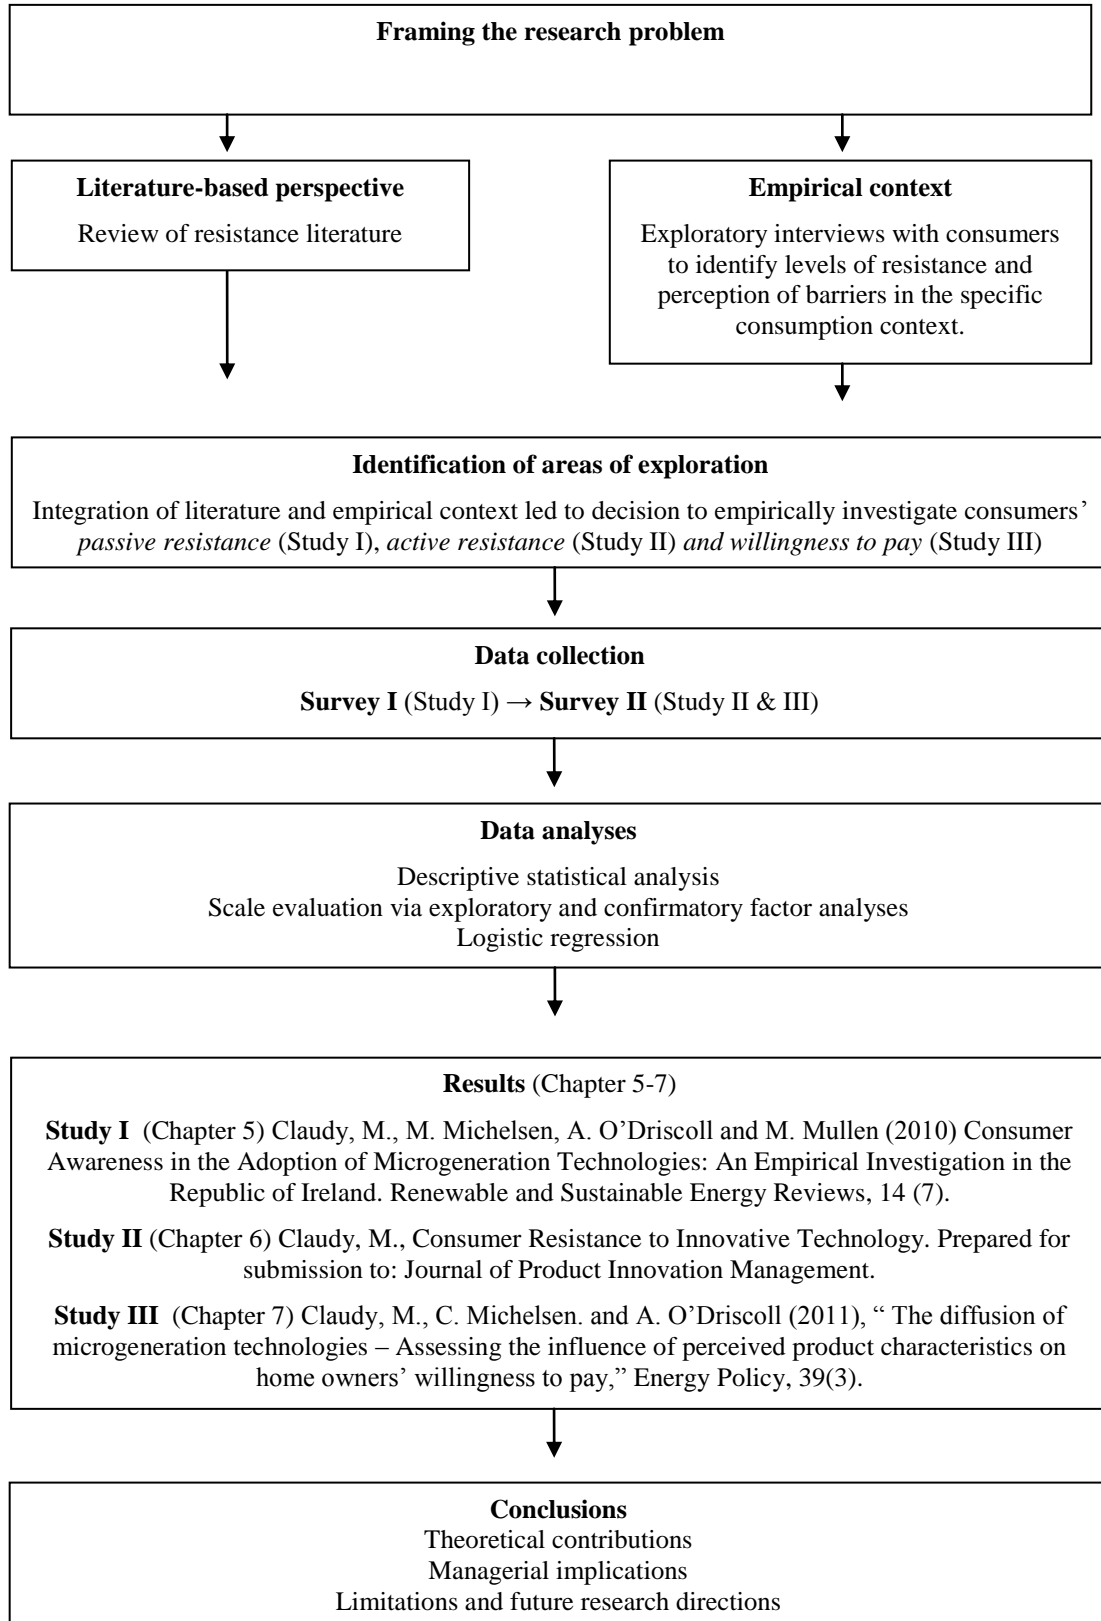 Framing the research problem
Literature-based perspective
Review of resistance literature
Empirical context
Exploratory interviews with consumers
to identify levels of resistance and
perception of barriers in the specific
consumption context.
Identification of areas of exploration
Integration of literature and empirical context led to decision to empirically investigate consumers’
passive resistance (Study I), active resistance (Study II) and willingness to pay (Study III)
Data collection
Survey I (Study I) → Survey II (Study II & III)
Data analyses
Descriptive statistical analysis
Scale evaluation via exploratory and confirmatory factor analyses
Logistic regression
Results (Chapter 5-7)
Study I (Chapter 5) Claudy, M., M. Michelsen, A. O’Driscoll and M. Mullen (2010) Consumer
Awareness in the Adoption of Microgeneration Technologies: An Empirical Investigation in the
Republic of Ireland. Renewable and Sustainable Energy Reviews, 14 (7).
Study II (Chapter 6) Claudy, M., Consumer Resistance to Innovative Technology. Prepared for
submission to: Journal of Product Innovation Management.
Study III (Chapter 7) Claudy, M., C. Michelsen. and A. O’Driscoll (2011), “ The diffusion of
microgeneration technologies – Assessing the influence of perceived product characteristics on
home owners’ willingness to pay,” Energy Policy, 39(3).
Conclusions
Theoretical contributions
Managerial implications
Limitations and future research directions